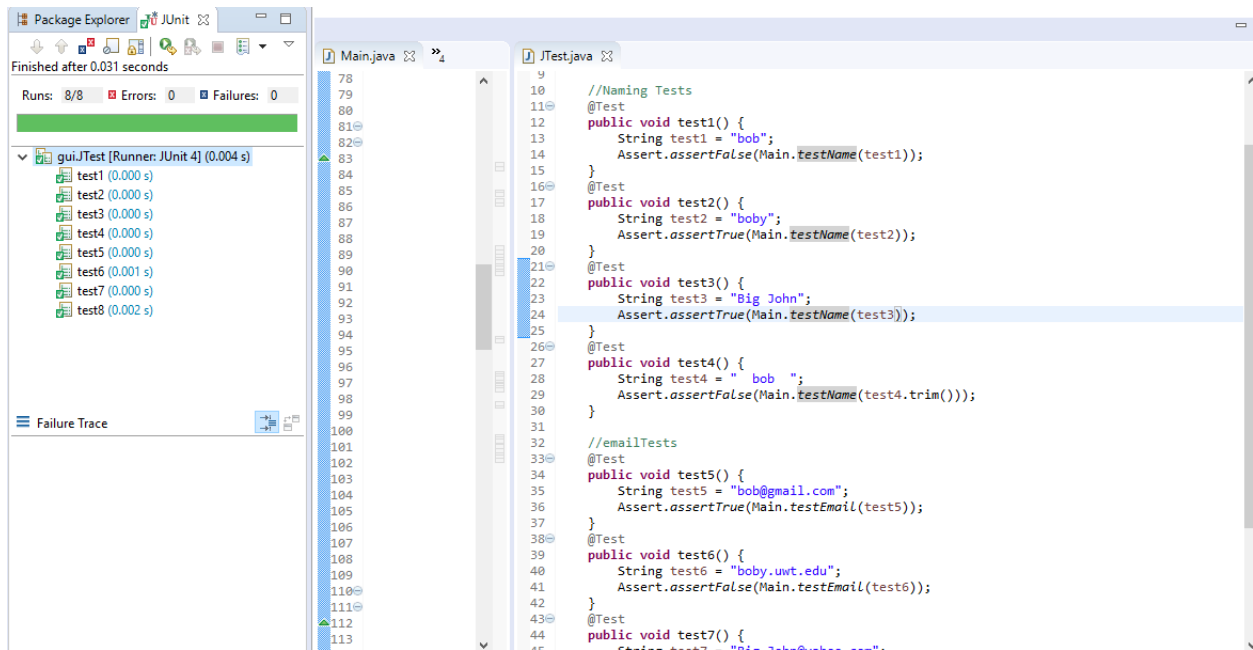 Package Explorer JUnit
Finished after 0.031 seconds
Runs: 8/8 Errors: 0 Failures: 0
gui.JTest [Runner: JUnit 4] (0.004 s)
test1 (0.000 s)
test2 (0.000 s)
test3 (0.000 s)
test4 (0.000 s)
test5 (0.000 s)
test6 (0.001 s)
test7 (0.000 s)
test8 (0.002 s)
Failure Trace
Main.java »4
78
79
80
81
82
83
84
85
86
87
88
89
90
91
92
93
94
95
96
97
98
99
100
101
102
103
104
105
106
107
108
109
110
111
112
113
JTest.java
9
10 //Naming Tests
11 @Test
12 public void test1() {
13 String test1 = "bob";
14 Assert.assertFalse(Main.testName(test1));
15 }
16 @Test
17 public void test2() {
18 String test2 = "boby";
19 Assert.assertTrue(Main.testName(test2));
20 }
21 @Test
22 public void test3() {
23 String test3 = "Big John";
24 Assert.assertTrue(Main.testName(test3));
25 }
26 @Test
27 public void test4() {
28 String test4 = "  bob  ";
29 Assert.assertFalse(Main.testName(test4.trim()));
30 }
31
32 //emailTests
33 @Test
34 public void test5() {
35 String test5 = "bob@gmail.com";
36 Assert.assertTrue(Main.testEmail(test5));
37 }
38 @Test
39 public void test6() {
40 String test6 = "boby.uwt.edu";
41 Assert.assertFalse(Main.testEmail(test6));
42 }
43 @Test
44 public void test7() {
45 String test7 = "Big John@yahoo.com";